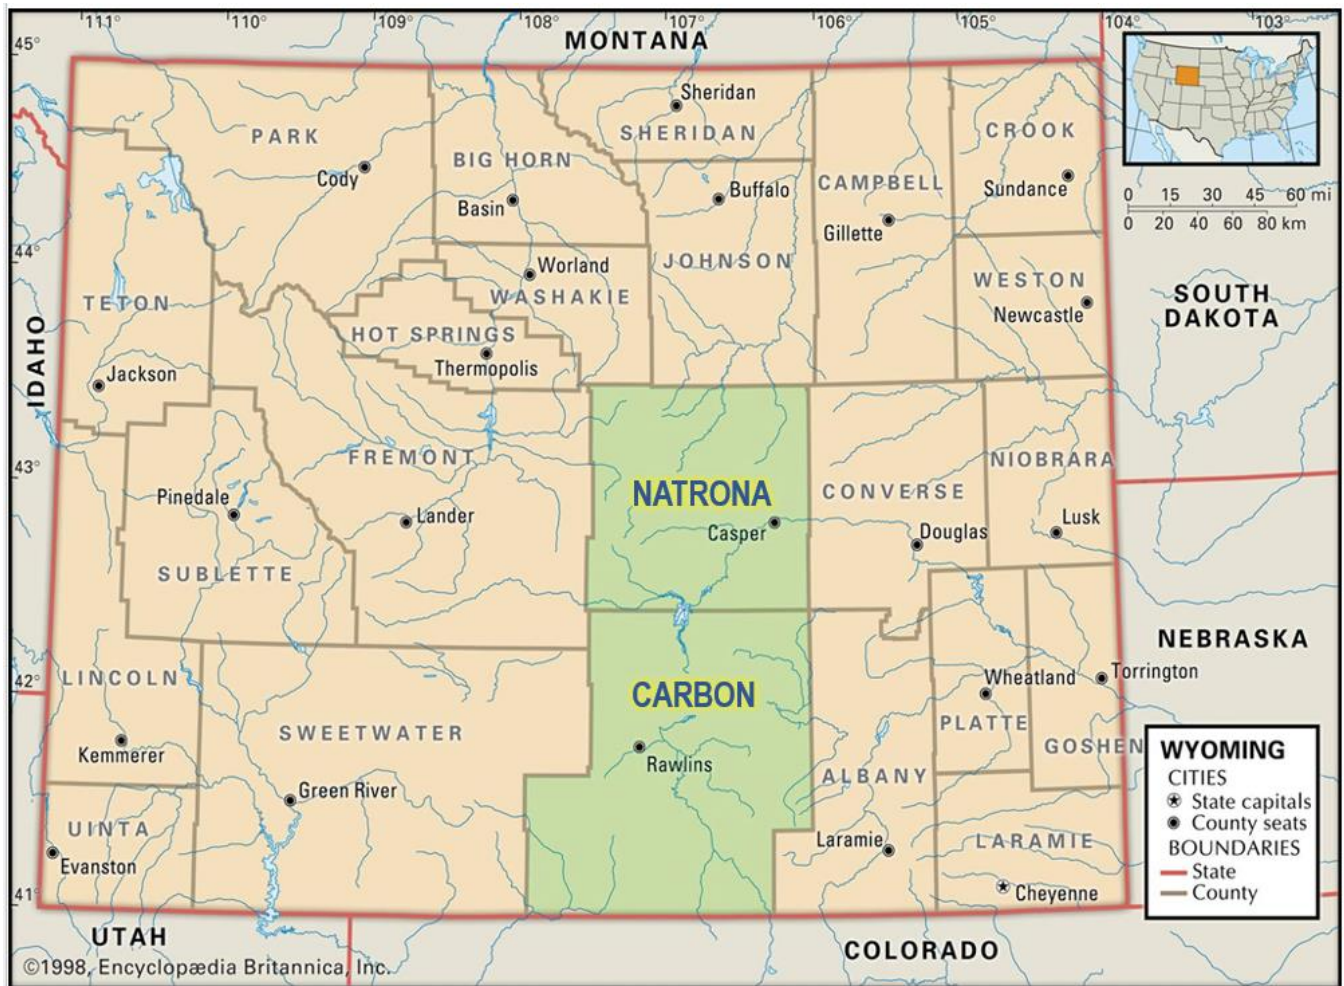 111°
110°
109°
108°
107°
106°
105°
104°
103°
45°
MONTANA
Sheridan
PARK
SHERIDAN
CROOK
BIG HORN
Cody
Buffalo
CAMPBELL
Sundance
Basin
Gillette
0 15 30 45 60 mi
0 20 40 60 80 km
44°
Worland
JOHNSON
WASHAKIE
WESTON
TETON
Newcastle
SOUTH
DAKOTA
HOT SPRINGS
Thermopolis
IDAHO
Jackson
43°
FREMONT
NIOBRARA
Pinedale
NATRONA
CONVERSE
Lander
Casper
Douglas
Lusk
SUBLETTE
NEBRASKA
42°
LINCOLN
CARBON
Wheatland
Torrington
SWEETWATER
PLATTE
Kemmerer
Rawlins
GOSHEN
ALBANY
Green River
UINTA
Laramie
LARAMIE
Evanston
Cheyenne
41°
WYOMING
CITIES
State capitals
County seats
BOUNDARIES
State
County
UTAH
COLORADO
©1998, Encyclopædia Britannica, Inc.